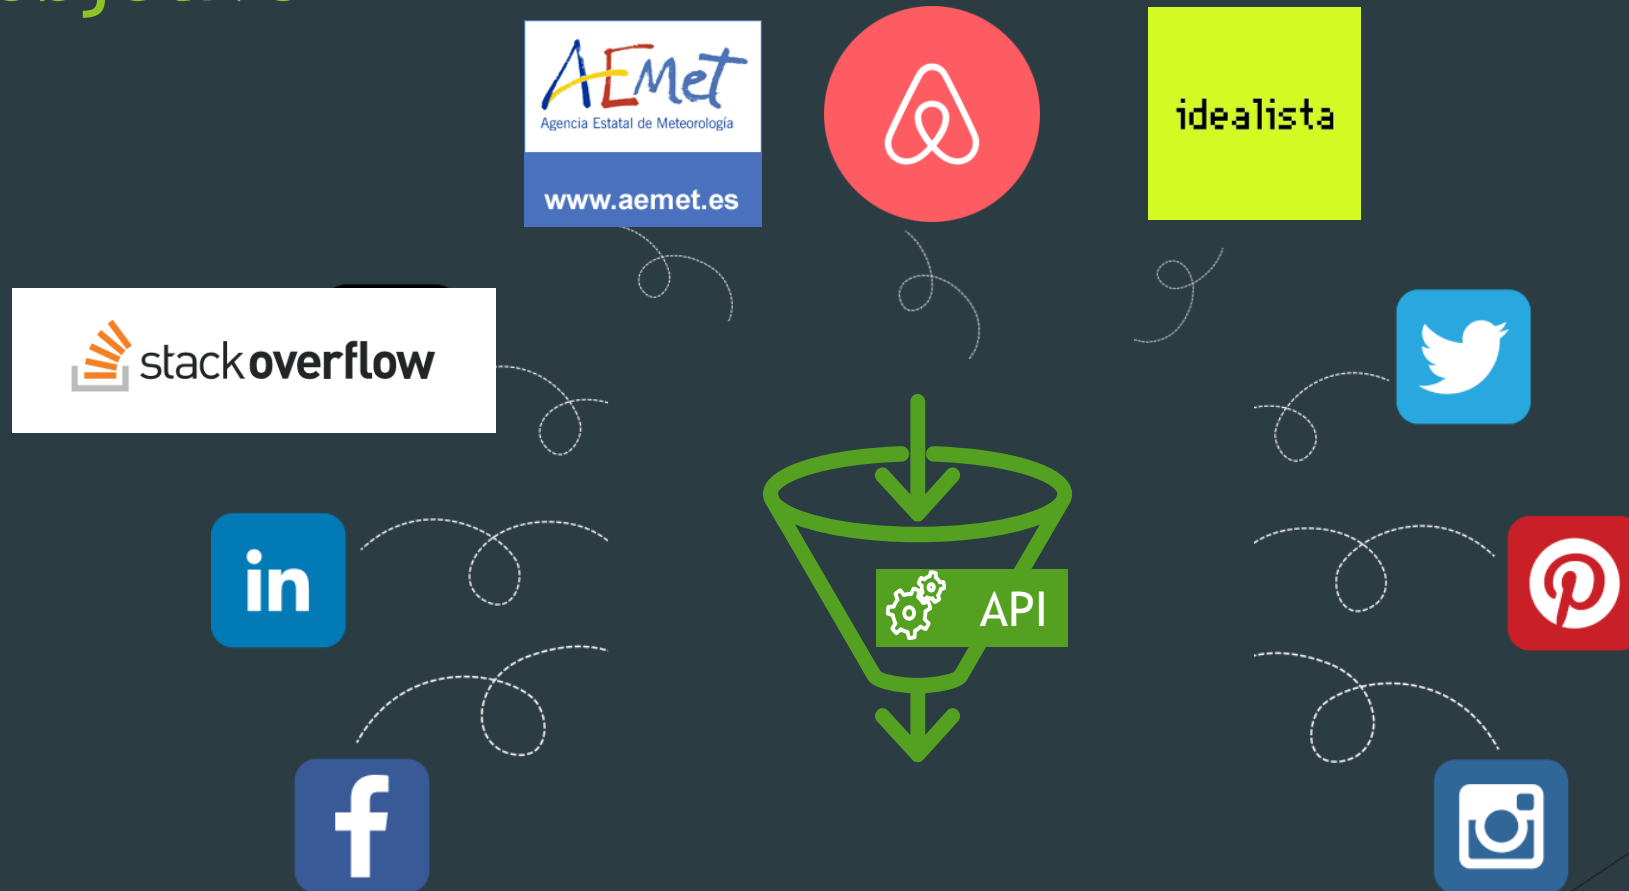 AEMet
Agencia Estatal de Meteorología
www.aemet.es
idealista
stackoverflow
in
API
f